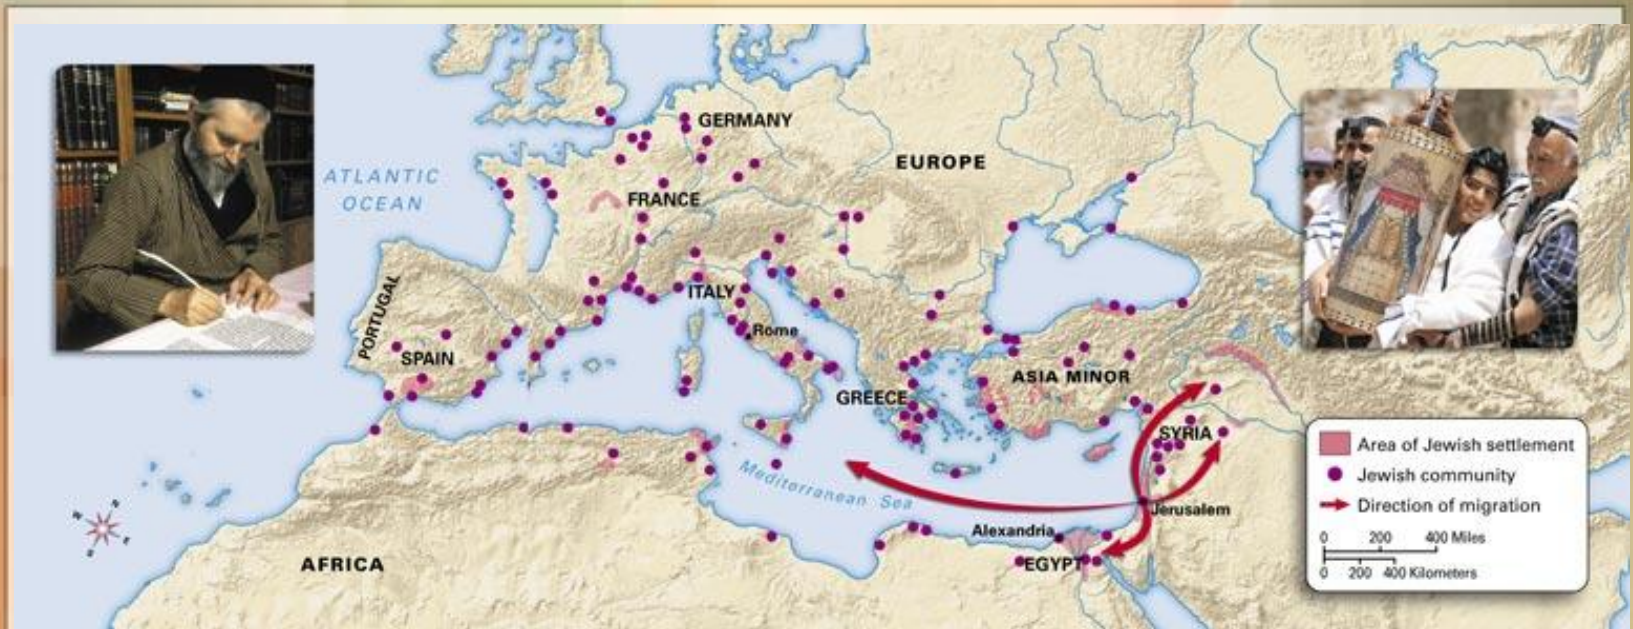 ATLANTIC
OCEAN
GERMANY
EUROPE
FRANCE
PORTUGAL
SPAIN
ITALY
Rome
GREECE
ASIA MINOR
SYRIA
Mediterranean Sea
Jerusalem
Alexandria
EGYPT
AFRICA
Area of Jewish settlement
Jewish community
Direction of migration
0 200 400 Miles
0 200 400 Kilometers